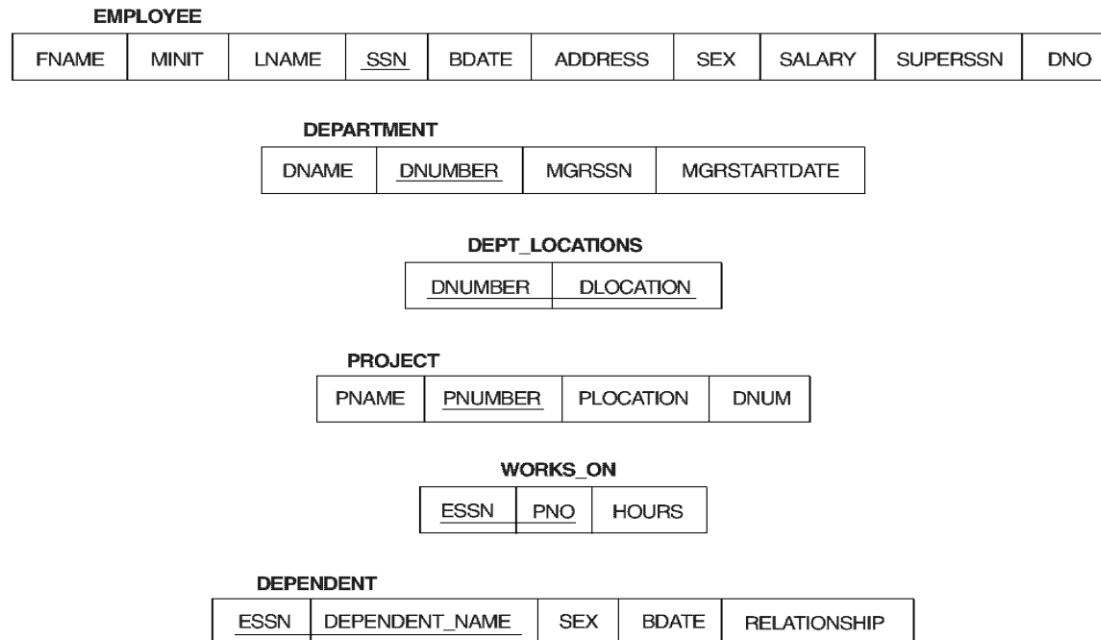 EMPLOYEE
FNAME MINIT LNAME SSN BDATE ADDRESS SEX SALARY SUPERSSN DNO
DEPARTMENT
DNAME DNUMBER MGRSSN MGRSTARTDATE
DEPT_LOCATIONS
DNUMBER DLOCATION
PROJECT
PNAME PNUMBER PLOCATION DNUM
WORKS_ON
ESSN PNO HOURS
DEPENDENT
ESSN DEPENDENT_NAME SEX BDATE RELATIONSHIP